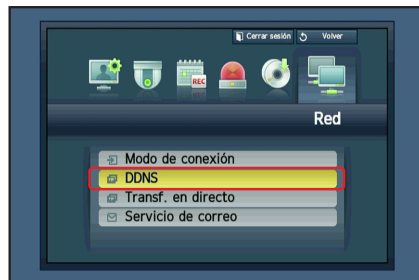 Cerrar sesión Volver
REC
Red
Modo de conexión
DDNS
Transf. en directo
Servicio de correo